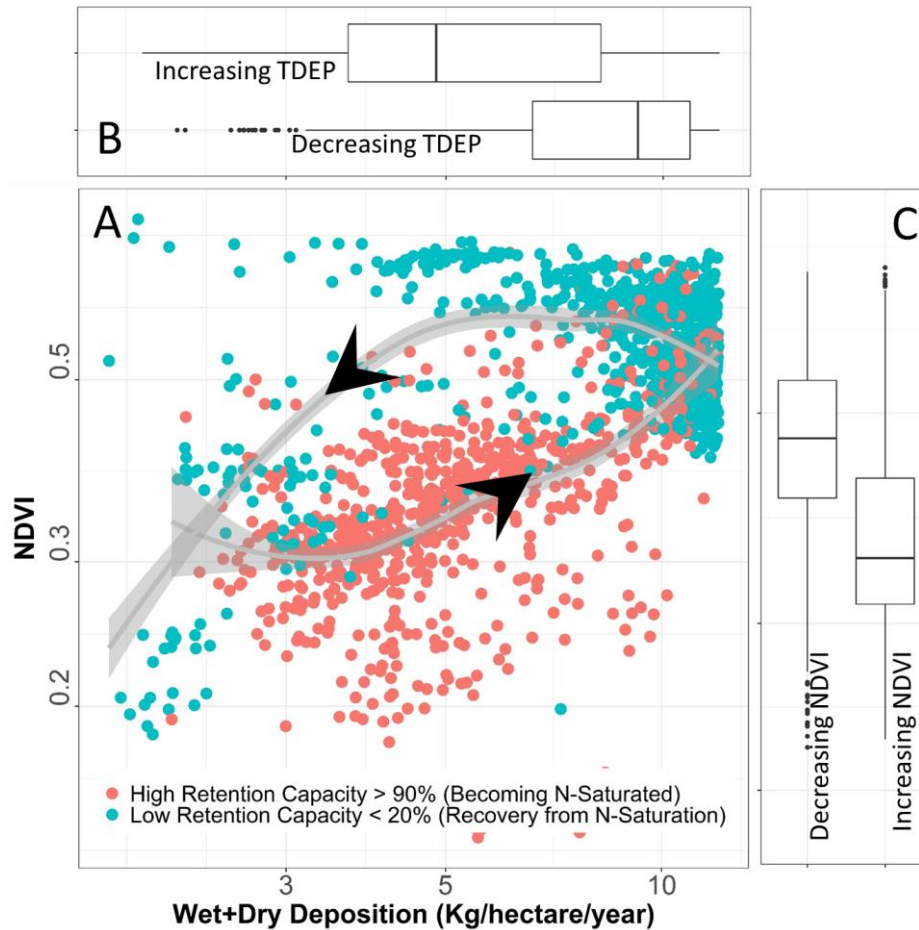 Increasing TDEP
B
Decreasing TDEP
A
C
NDVI
0.5
0.3
0.2
High Retention Capacity > 90% (Becoming N-Saturated)
Low Retention Capacity < 20% (Recovery from N-Saturation)
3
5
10
Wet+Dry Deposition (Kg/hectare/year)
Decreasing NDVI
Increasing NDVI